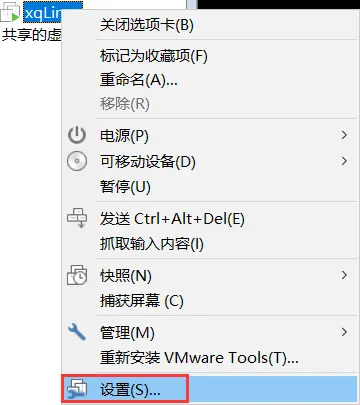 关闭选项卡(B)
共享的虚
标记为收藏项(F)
重命名(A)...
移除(R)
电源(P)
可移动设备(D)
暂停(U)
发送 Ctrl+Alt+Del(E)
抓取输入内容(I)
快照(N)
捕获屏幕 (C)
管理(M)
重新安装 VMware Tools(T)...
设置(S)...